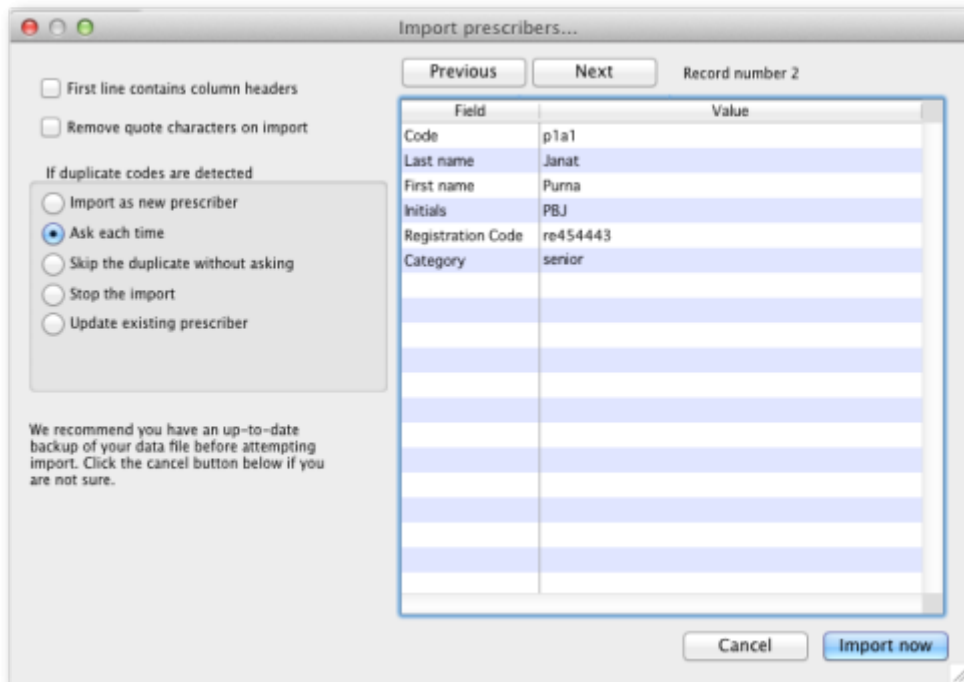 Import prescribers...
First line contains column headers
Remove quote characters on import
If duplicate codes are detected
Import as new prescriber
Ask each time
Skip the duplicate without asking
Stop the import
Update existing prescriber
We recommend you have an up-to-date
backup of your data file before attempting
import. Click the cancel button below if you
are not sure.
Previous Next Record number 2
Field Value
Code p1a1
Last name Janat
First name Purna
Initials PBJ
Registration Code re454443
Category senior
Cancel Import now